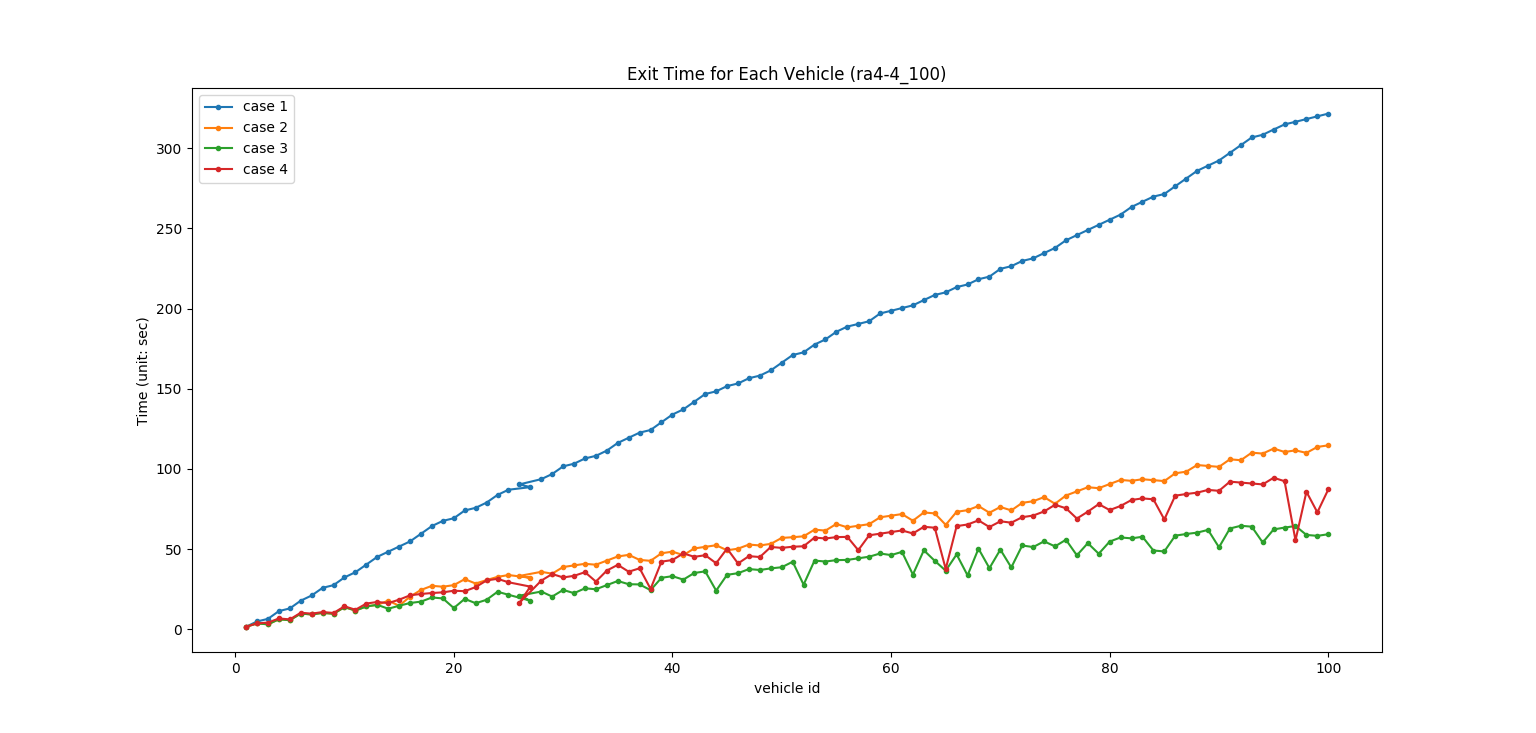 Exit Time for Each Vehicle (ra4-4_100)
case 1
case 2
case 3
case 4
300
250
200
150
100
50
0
Time (unit: sec)
0 20 40 60 80 100
vehicle id